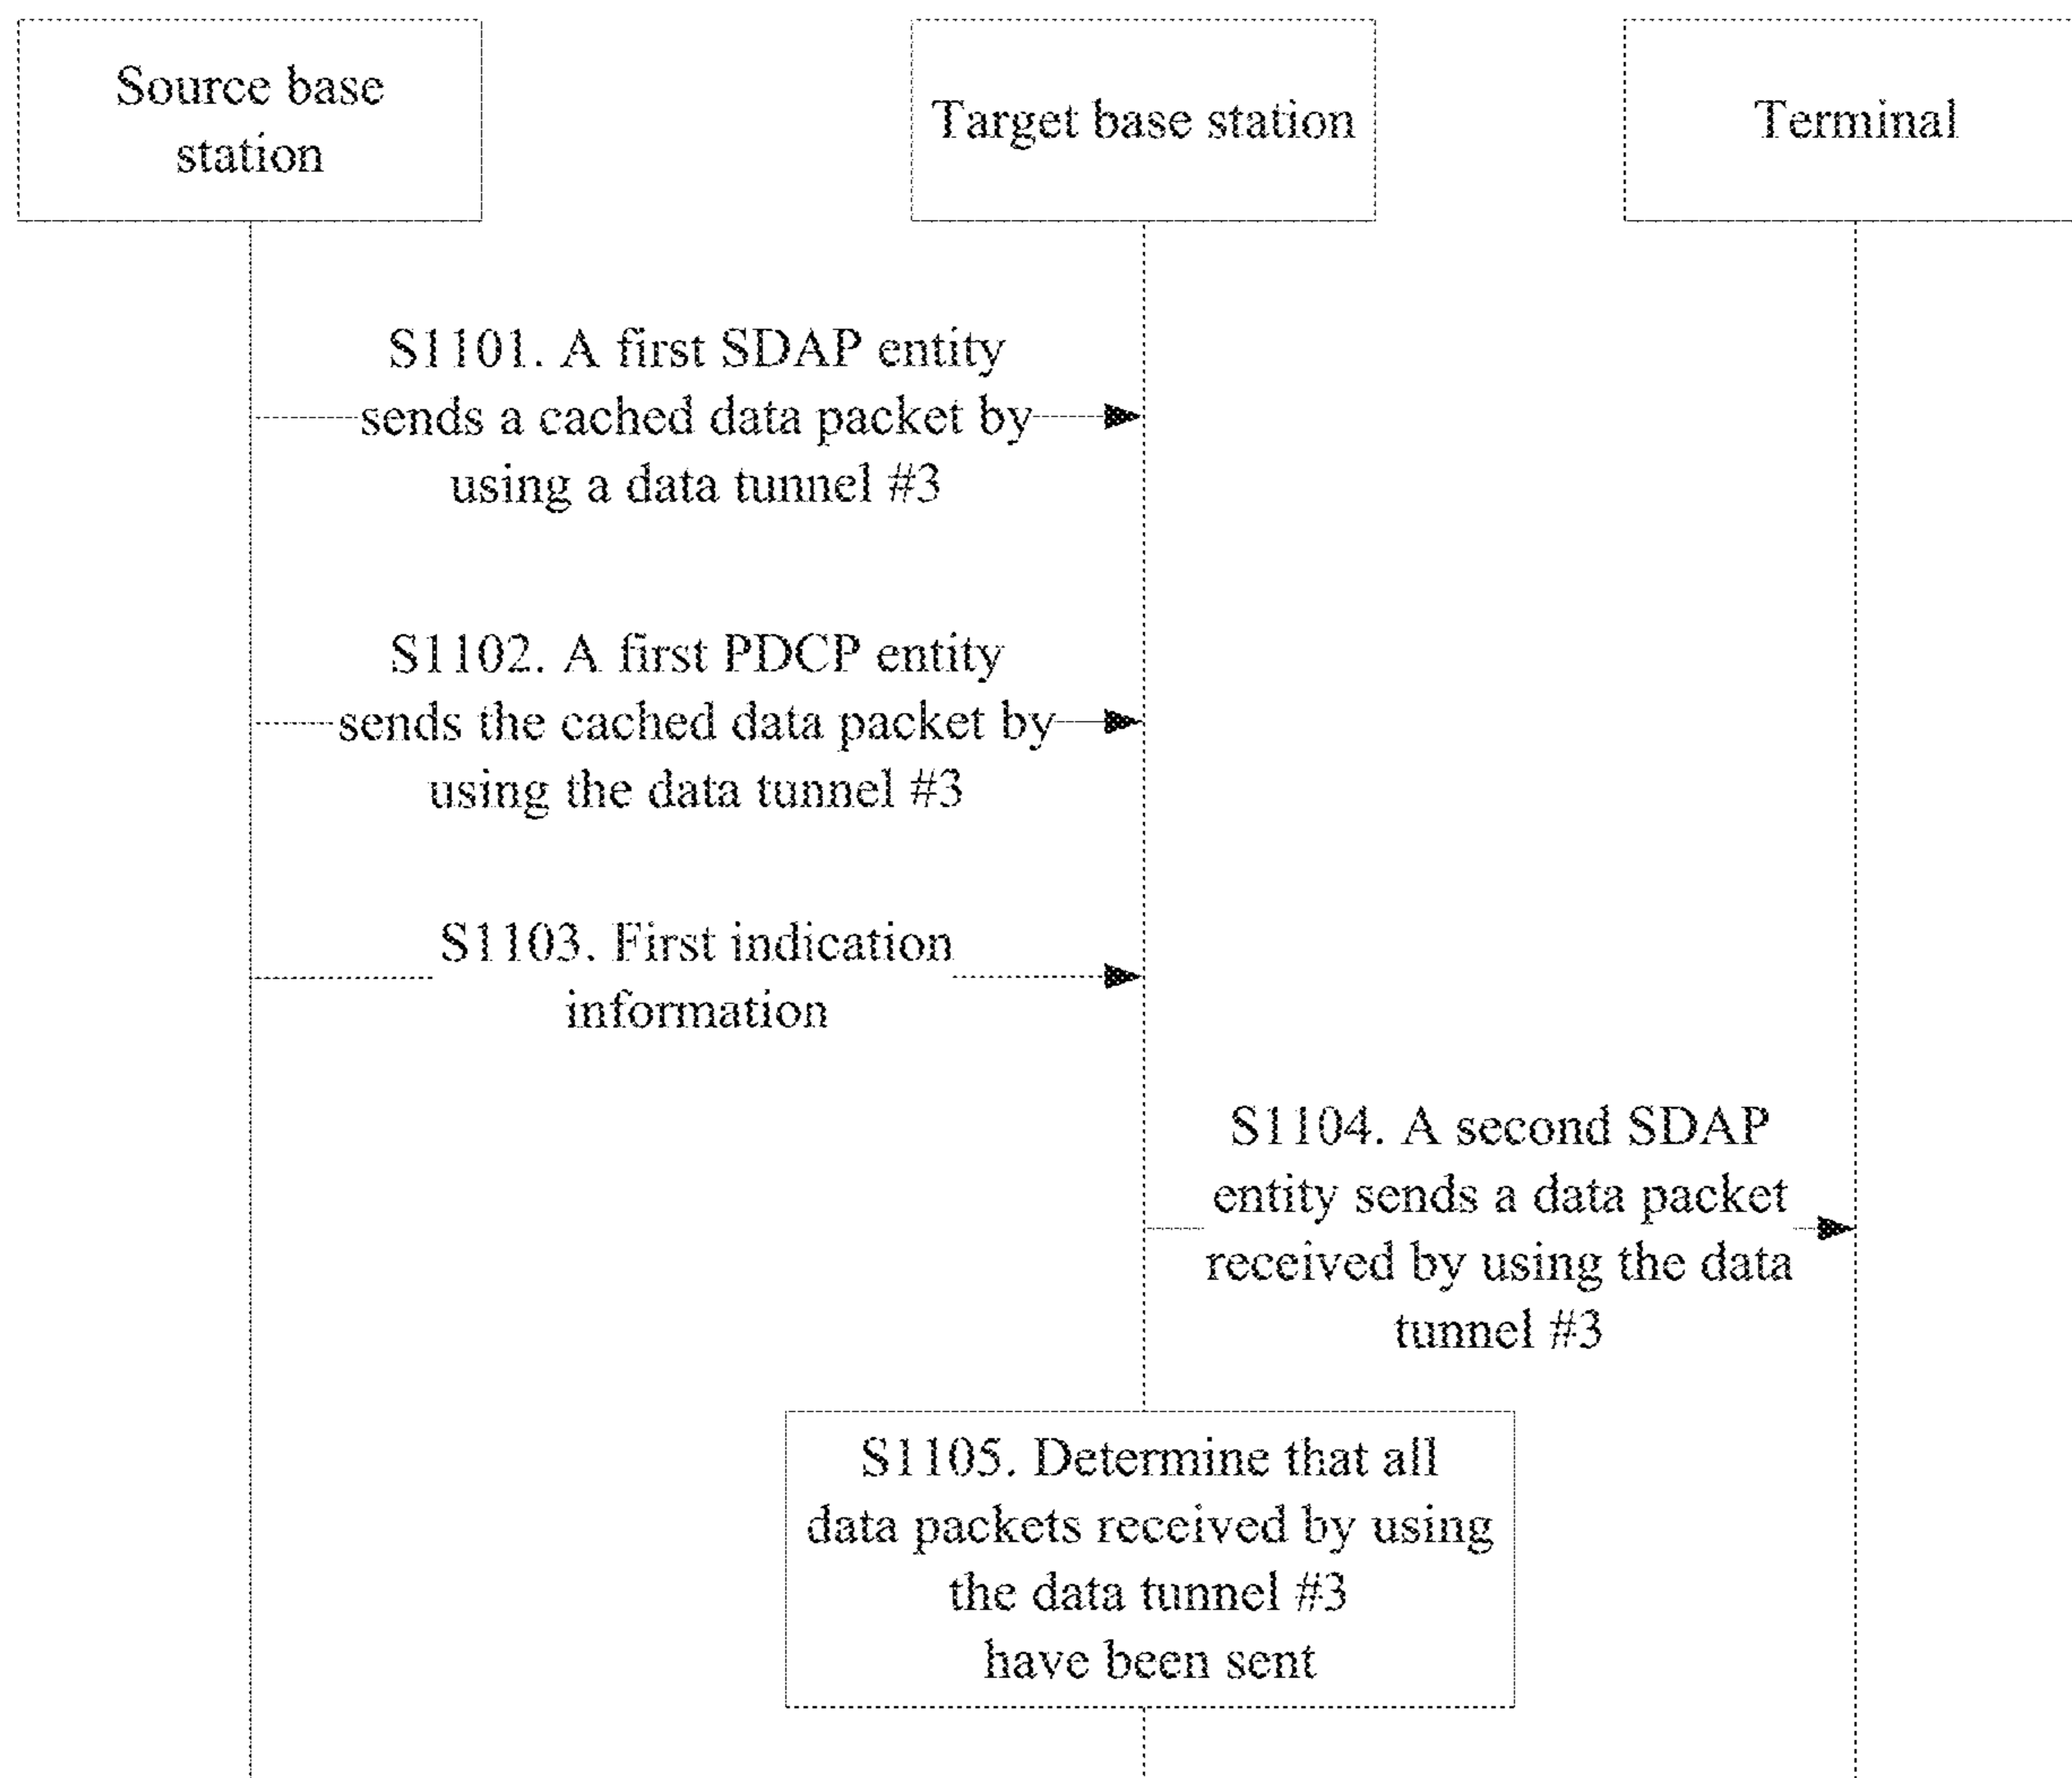 Source base
station
Target base station
Terminal
S1101. A first SDAP entity
sends a cached data packet by
using a data tunnel #3
S1102. A first PDCP entity
sends the cached data packet by
using the data tunnel #3
S1103. First indication
information
S1104. A second SDAP
entity sends a data packet
received by using the data
tunnel #3
S1105. Determine that all
data packets received by using
the data tunnel #3
have been sent